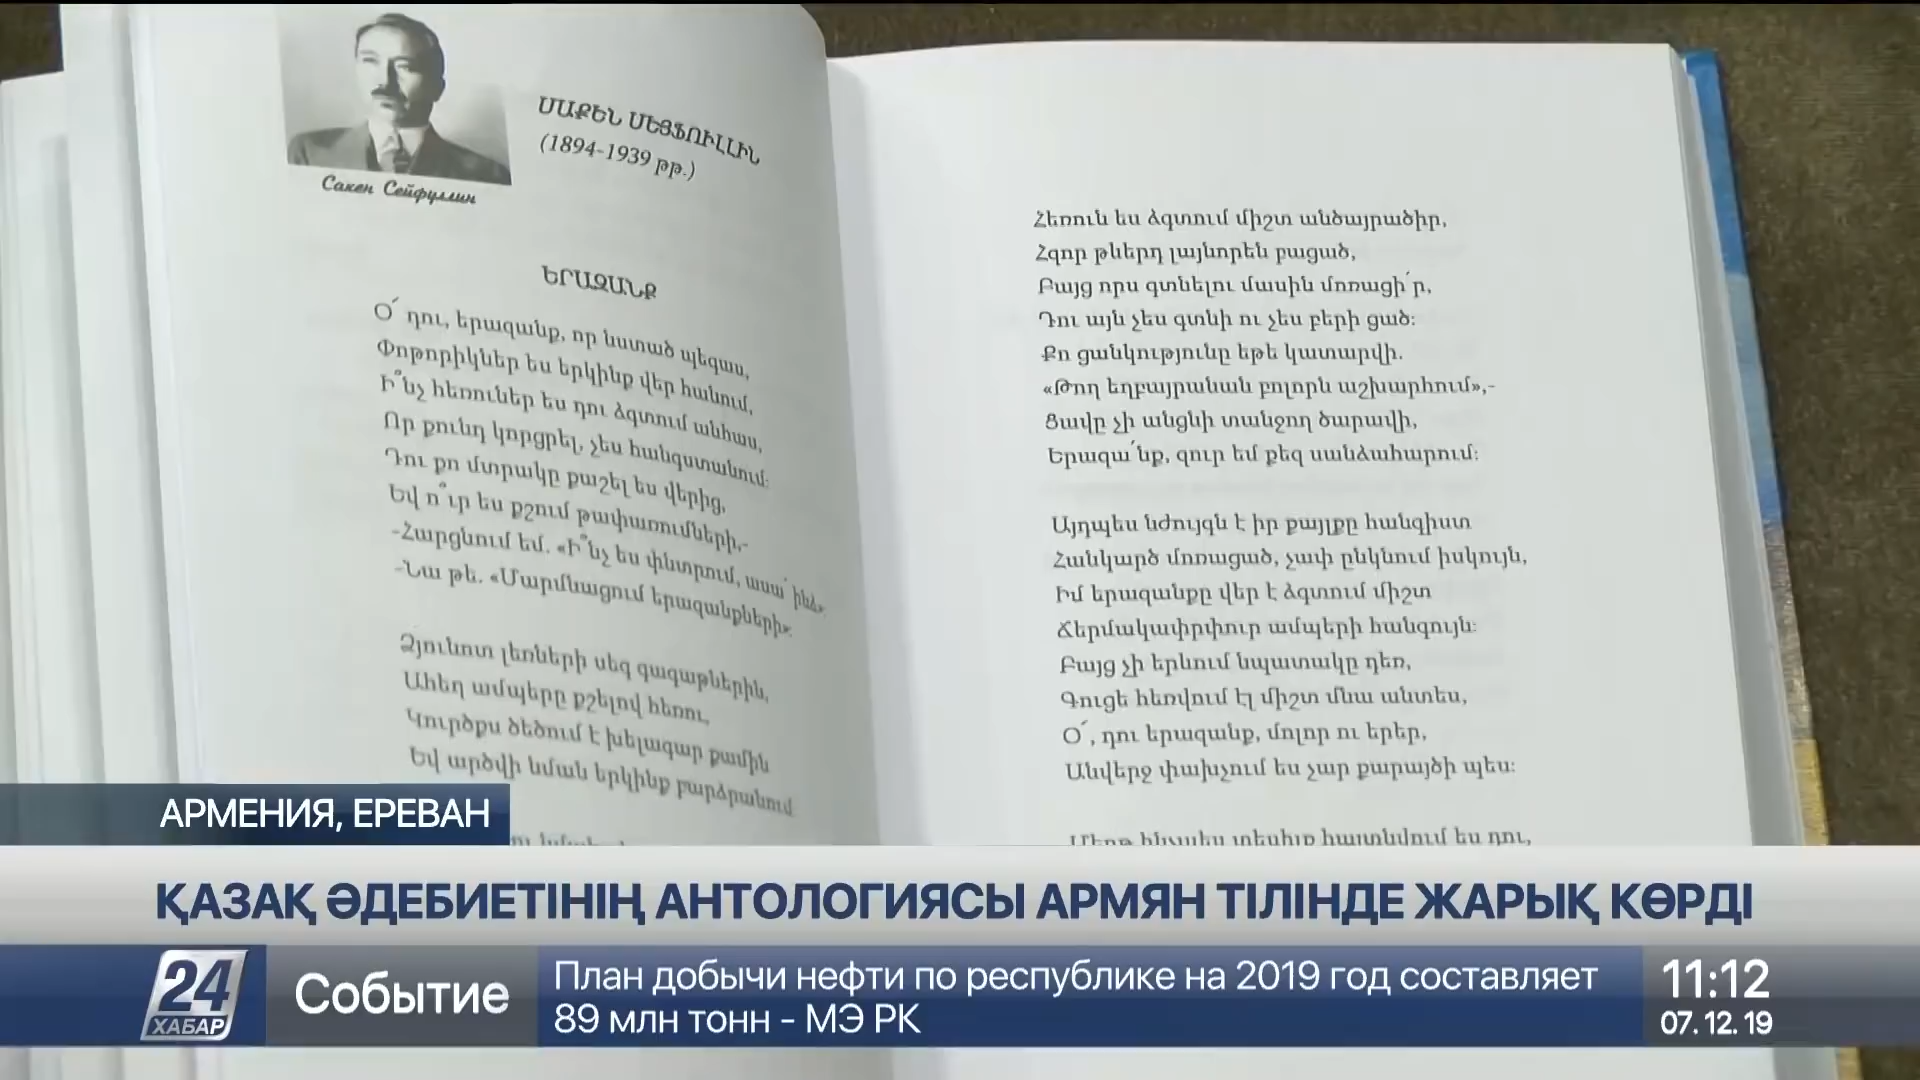 ՍԱՔԵՆ ՍԵՅՖՈՒԼԼԻՆ
(1894-1939 թթ.)
Сакен Сейфуллин
ԵՐԱԶԱՆՔ
Օ՜ դու, երազանք, որ նստած պեգաս,
Փոթորիկներ ես երկինք վեր հանում,
Ի՞նչ հեռուներ ես դու ձգտում անհաս,
Որ քունդ կորցրել, չես հանգստանում:
Դու քո մտրակը քաշել ես վերից,
Եվ ո՞ւր ես քշում թափառումների,-
-Հարցնում եմ. «Ի՞նչ ես փնտրում, ասա՛ ինձ»
-Նա թե. «Մարմնացում երազանքների»:
Ձյունոտ լեռների սեգ գագաթներին,
Ահեղ ամպերը քշելով հեռու,
Կուրծքս ծեծում է խելագար քամին
Եվ արծվի նման երկինք բարձրանում
Հեռուն ես ձգտում միշտ անծայրածիր,
Հզոր թևերդ լայնորեն բացած,
Բայց որս գտնելու մասին մոռացի՛ր,
Դու այն չես գտնի ու չես բերի ցած:
Քո ցանկությունը եթե կատարվի.
«Թող եղբայրանան բոլորն աշխարհում»,-
Ցավը չի անցնի տանջող ծարավի,
Երազա՛նք, զուր եմ քեզ սանձահարում:
Այդպես նժույգն է իր քայլքը հանգիստ
Հանկարծ մոռացած, չափ ընկնում իսկույն,
Իմ երազանքը վեր է ձգտում միշտ
Ճերմակափրփուր ամպերի հանգույն:
Բայց չի երևում նպատակը դեռ,
Գուցե հեռվում էլ միշտ մնա անտես,
Օ՜, դու երազանք, մոլոր ու երեր,
Անվերջ փախչում ես չար քարայծի պես:
հատնվում ես դու,
АРМЕНИЯ, ЕРЕВАН
ҚАЗАҚ ӘДЕБИЕТІНІҢ АНТОЛОГИЯСЫ АРМЯН ТІЛІНДЕ ЖАРЫҚ КӨРДІ
24
ХАБАР
Событие
План добычи нефти по республике на 2019 год составляет
89 млн тонн - МЭ РК
11:12
07.12.19